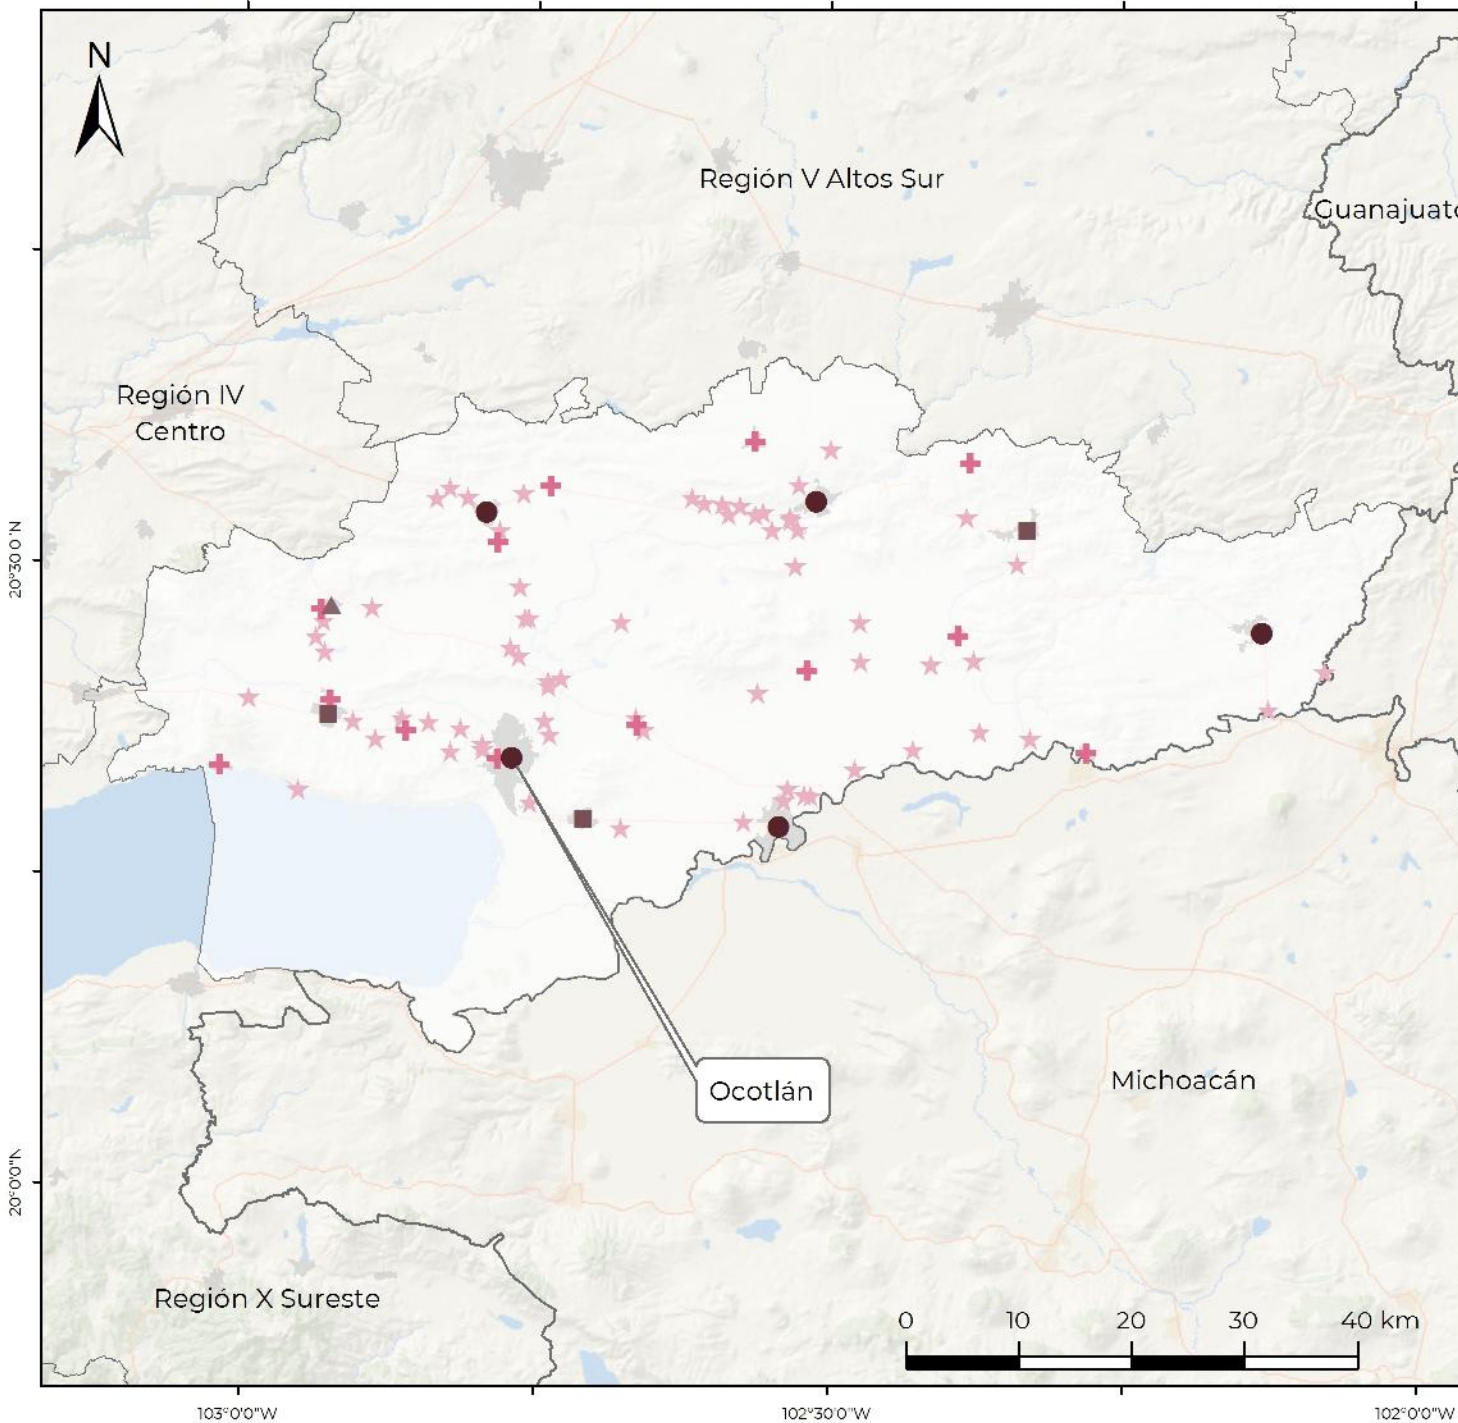 N
Región V Altos Sur
Guanajuato
Región IV
Centro
20°30'0"N
Ocotlán
Michoacán
20°0'0"N
Región X Sureste
0 10 20 30 40 km
103°0'0"W 102°30'0"W 102°0'0"W